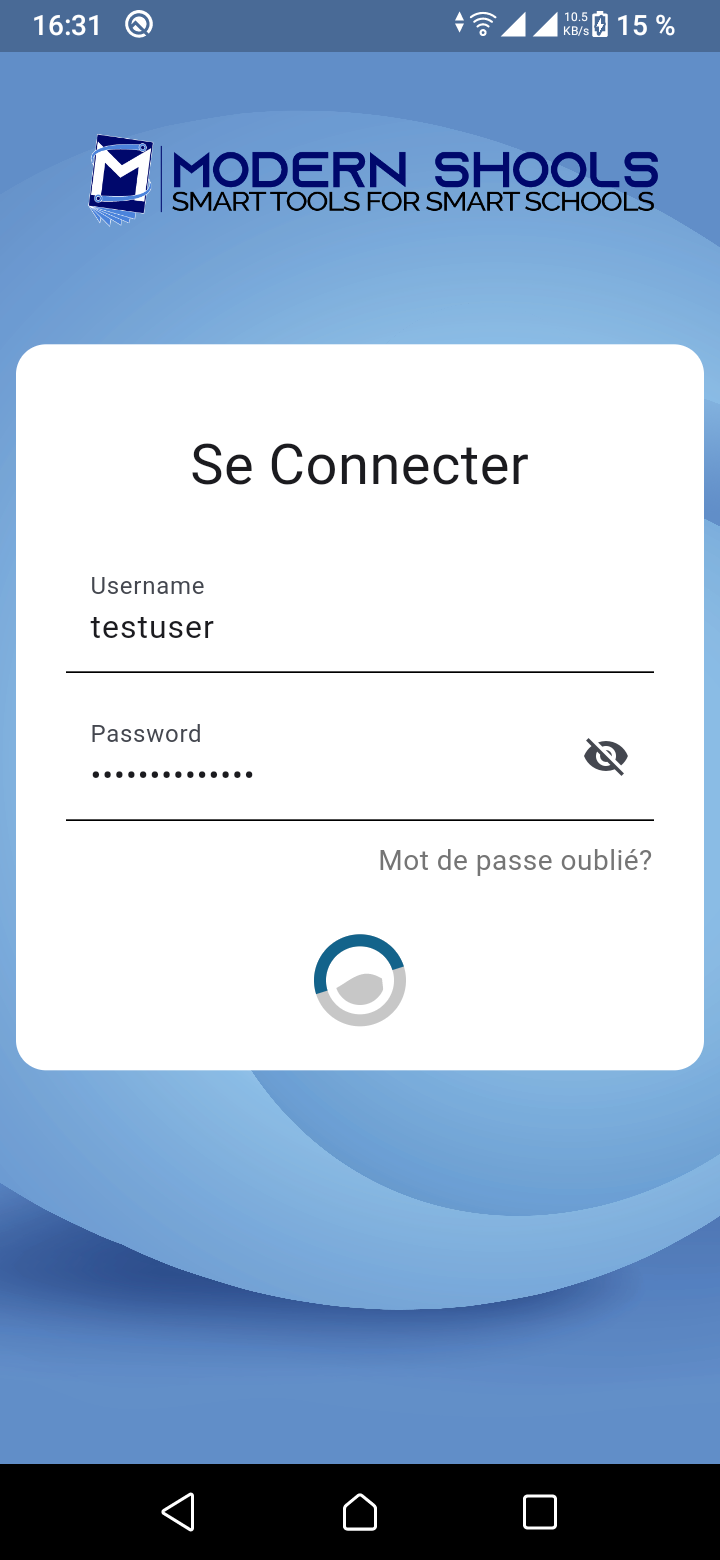 16:31 10.5 KB/s 15 %
M MODERN SHOOLS
SMART TOOLS FOR SMART SCHOOLS
Se Connecter
Username
testuser
Password
••••••••••••••
Mot de passe oublié?